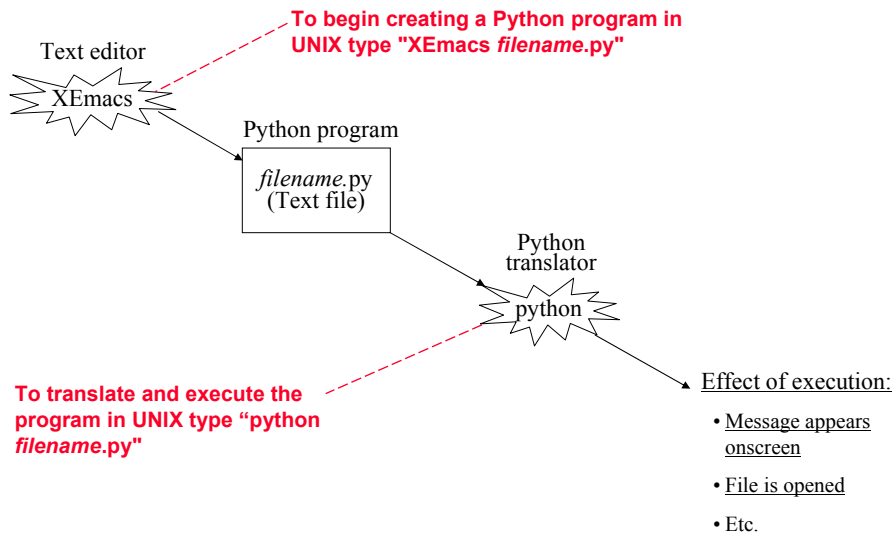 To begin creating a Python program in
UNIX type "XEmacs filename.py"
Text editor
XEmacs
Python program
filename.py
(Text file)
Python
translator
python
To translate and execute the
program in UNIX type “python
filename.py"
Effect of execution:
• Message appears
onscreen
• File is opened
• Etc.